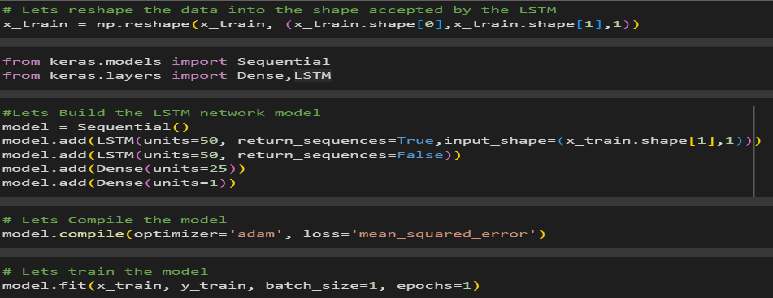 # Lets reshape the data into the shape accepted by the LSTM
x_train = np.reshape(x_train, (x_train.shape[0],x_train.shape[1],1))
from keras.models import Sequential
from keras.layers import Dense,LSTM
#Lets Build the LSTM network model
model = Sequential()
model.add(LSTM(units=50, return_sequences=True,input_shape=(x_train.shape[1],1)))
model.add(LSTM(units=50, return_sequences=False))
model.add(Dense(units=25))
model.add(Dense(units=1))
# Lets Compile the model
model.compile(optimizer='adam', loss='mean_squared_error')
# Lets train the model
model.fit(x_train, y_train, batch_size=1, epochs=1)